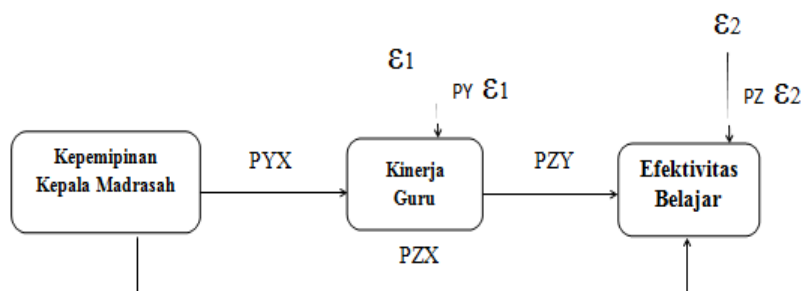 ε2
ε1
PY ε1
PZ ε2
Kepemipinan
Kepala Madrasah
PYX
Kinerja
Guru
PZY
Efektivitas
Belajar
PZX